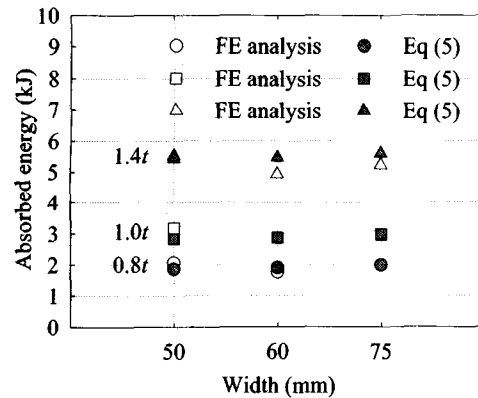 10
9
8
7
6
5
4
3
2
1
0
Absorbed energy (kJ)
FE analysis Eq (5)
FE analysis Eq (5)
FE analysis Eq (5)
1.4t
1.0t
0.8t
50 60 75
Width (mm)